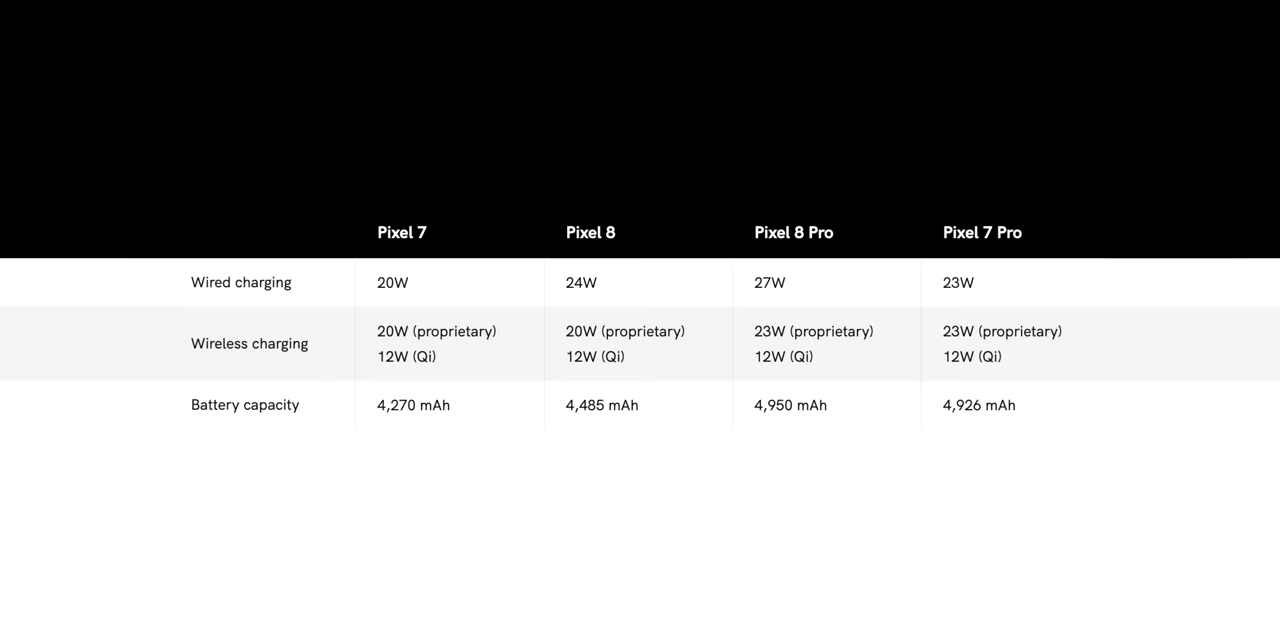 Pixel 7 Pixel 8 Pixel 8 Pro Pixel 7 Pro
Wired charging 20W 24W 27W 23W
Wireless charging 20W (proprietary) 20W (proprietary) 23W (proprietary) 23W (proprietary)
12W (Qi) 12W (Qi) 12W (Qi) 12W (Qi)
Battery capacity 4,270 mAh 4,485 mAh 4,950 mAh 4,926 mAh